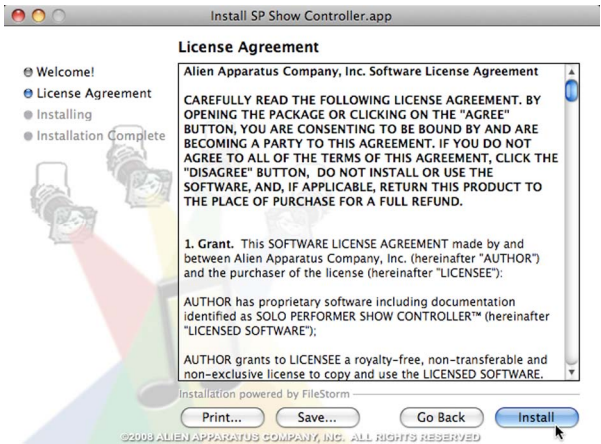 Install SP Show Controller.app
License Agreement
Welcome!
License Agreement
Installing
Installation Complete
Alien Apparatus Company, Inc. Software License Agreement
CAREFULLY READ THE FOLLOWING LICENSE AGREEMENT. BY
OPENING THE PACKAGE OR CLICKING ON THE "AGREE"
BUTTON, YOU ARE CONSENTING TO BE BOUND BY AND ARE
BECOMING A PARTY TO THIS AGREEMENT. IF YOU DO NOT
AGREE TO ALL OF THE TERMS OF THIS AGREEMENT, CLICK THE
"DISAGREE" BUTTON, DO NOT INSTALL OR USE THE
SOFTWARE, AND, IF APPLICABLE, RETURN THIS PRODUCT TO
THE PLACE OF PURCHASE FOR A FULL REFUND.
1. Grant. This SOFTWARE LICENSE AGREEMENT made by and
between Alien Apparatus Company, Inc. (hereinafter "AUTHOR")
and the purchaser of the license (hereinafter "LICENSEE"):
AUTHOR has proprietary software including documentation
identified as SOLO PERFORMER SHOW CONTROLLER™ (hereinafter
"LICENSED SOFTWARE");
AUTHOR grants to LICENSEE a royalty-free, non-transferable and
non-exclusive license to copy and use the LICENSED SOFTWARE.
Installation powered by FileStorm
Print... Save... Go Back Install
©2008 ALIEN APPARATUS COMPANY, INC. ALL RIGHTS RESERVED